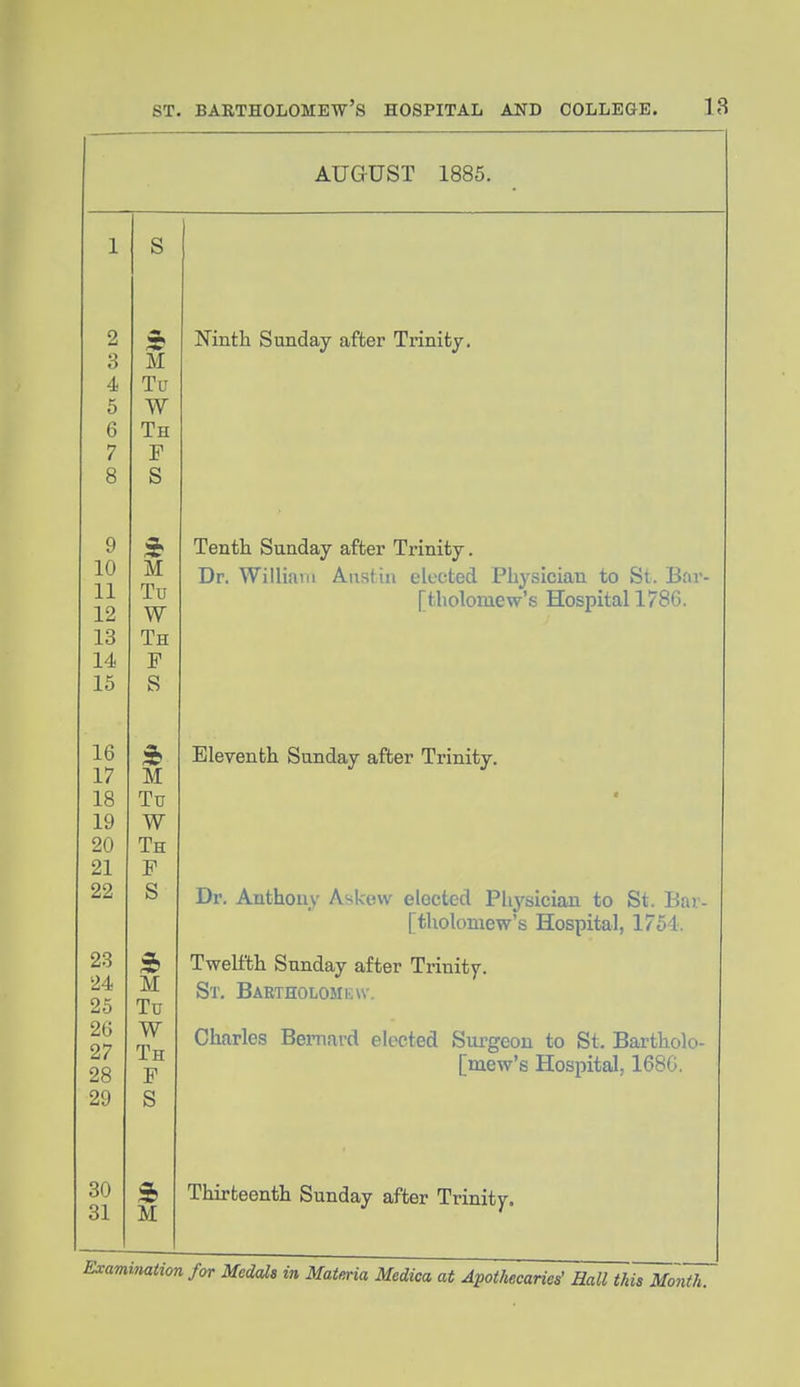 ST. BARTHOLOMEW'S HOSPITAL AND COLLEGE. 13
AUGUST 1885.
1 S
2 S Ninth Sunday after Trinity.
3 M
4 Tu
5 W
6 Th
7 F
8 S
9 S Tenth Sunday after Trinity.
10 M Dr. William Austin elected Physician to St. Bar-
11 Tu [tholomew's Hospital 1786.
12 W
13 Th
14 F
15 S
16 S Eleventh Sunday after Trinity.
17 M
18 Tu
19 W
20 Th
21 F
22 S Dr. Anthony Askew elected Physician to St. Bar-
[tholomew's Hospital, 1754.
23 S Twelfth Sunday after Trinity.
24 M St. Bartholomew.
25 Tu
26 W Charles Bernard elected Surgeon to St. Bartholo-
27 Th [mew's Hospital, 1686.
28 F
29 S
30 S Thirteenth Sunday after Trinity.
31 M
Examination for Medals in Materia Medica at Apothecaries' Hall this Month.